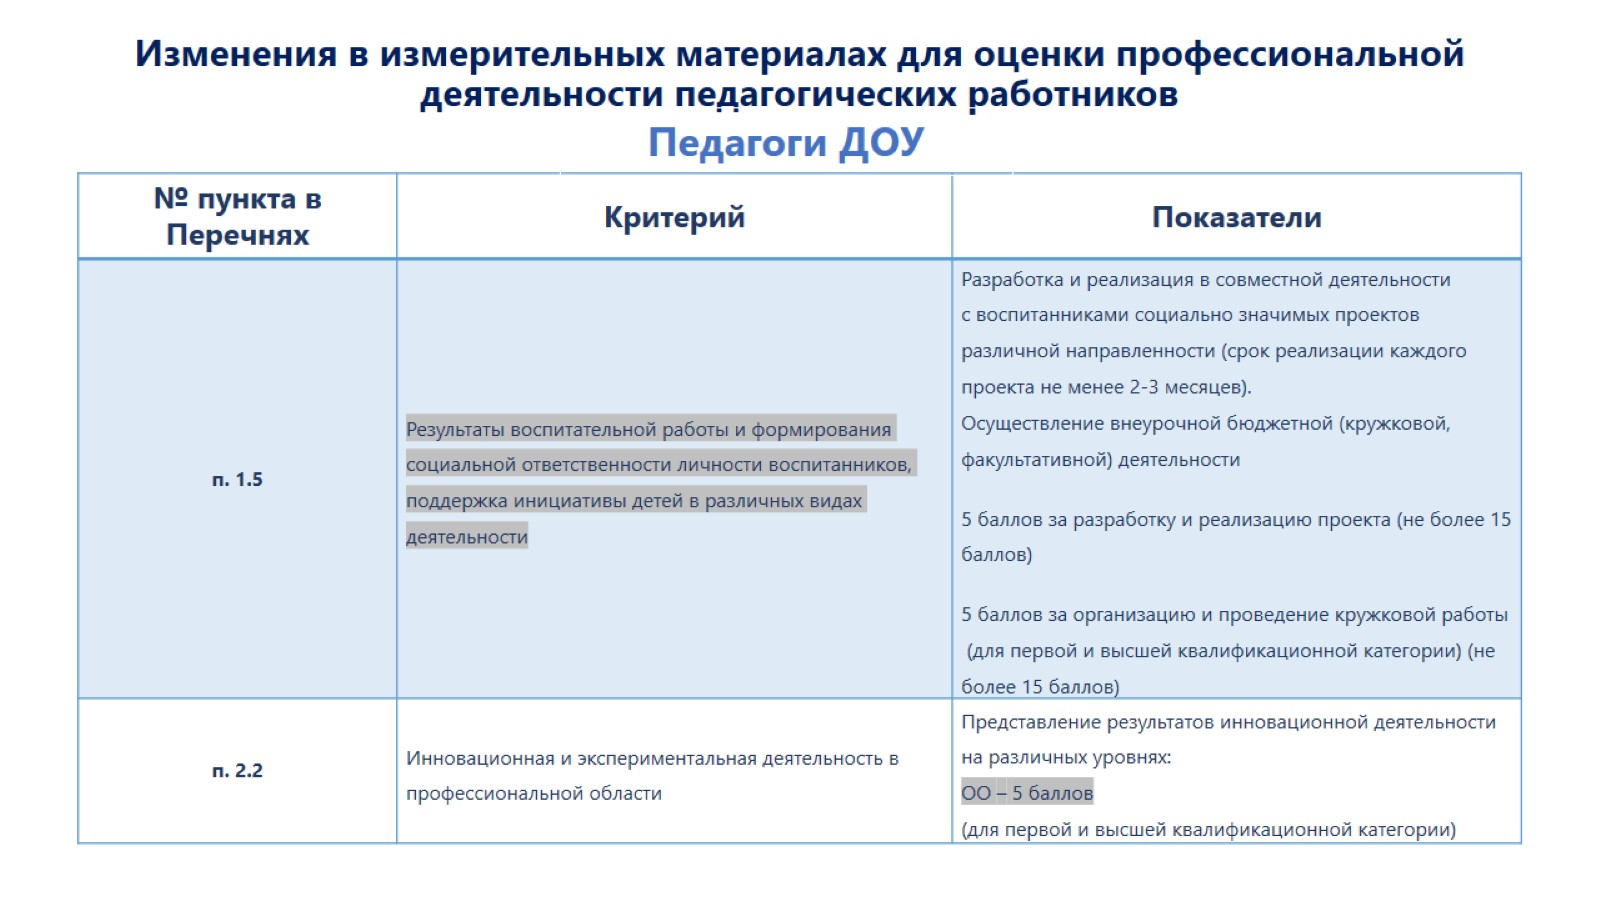 Изменения в измерительных материалах для оценки профессиональной
деятельности педагогических работников
Педагоги ДОУ
№ пункта в
Перечнях
Критерий
Показатели
п. 1.5
Результаты воспитательной работы и формирования
социальной ответственности личности воспитанников,
поддержка инициативы детей в различных видах
деятельности
Разработка и реализация в совместной деятельности
с воспитанниками социально значимых проектов
различной направленности (срок реализации каждого
проекта не менее 2-3 месяцев).
Осуществление внеурочной бюджетной (кружковой,
факультативной) деятельности
5 баллов за разработку и реализацию проекта (не более 15
баллов)
5 баллов за организацию и проведение кружковой работы
(для первой и высшей квалификационной категории) (не
более 15 баллов)
п. 2.2
Инновационная и экспериментальная деятельность в
профессиональной области
Представление результатов инновационной деятельности
на различных уровнях:
ОО – 5 баллов
(для первой и высшей квалификационной категории)